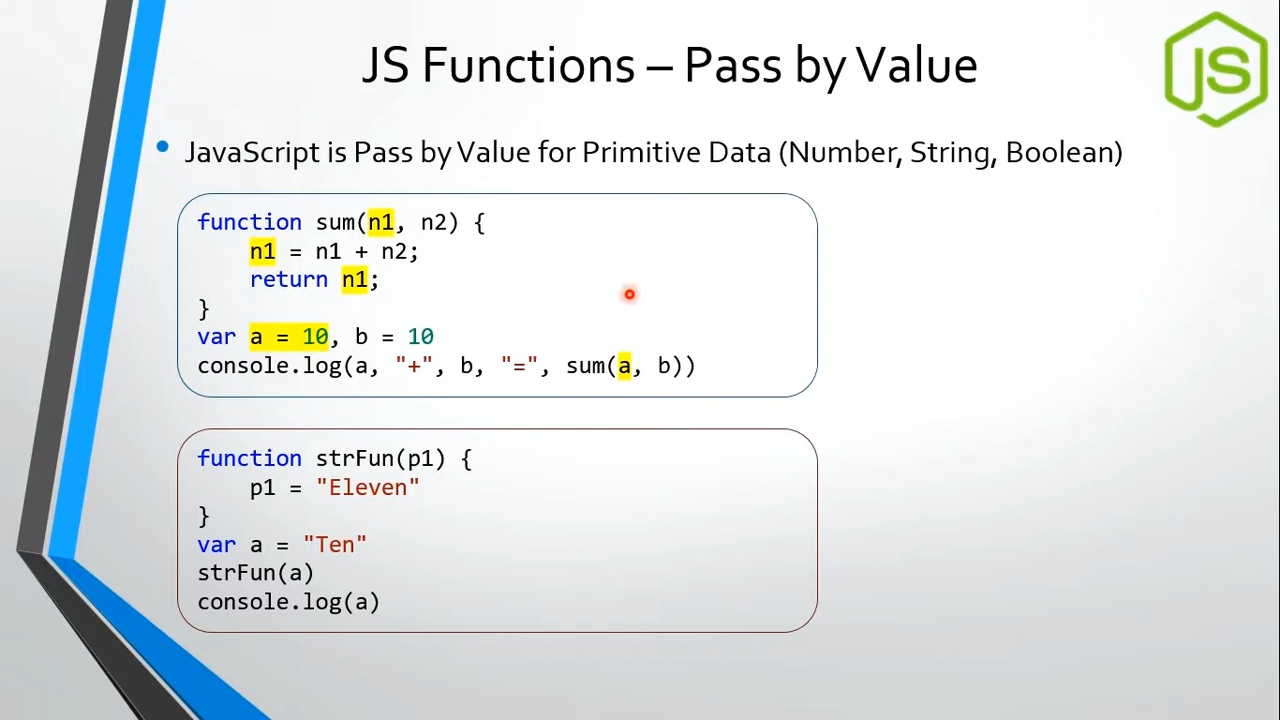 JS Functions – Pass by Value
JS
JavaScript is Pass by Value for Primitive Data (Number, String, Boolean)
function sum(n1, n2) {
    n1 = n1 + n2;
    return n1;
}
var a = 10, b = 10
console.log(a, "+", b, "=", sum(a, b))
function strFun(p1) {
    p1 = "Eleven"
}
var a = "Ten"
strFun(a)
console.log(a)